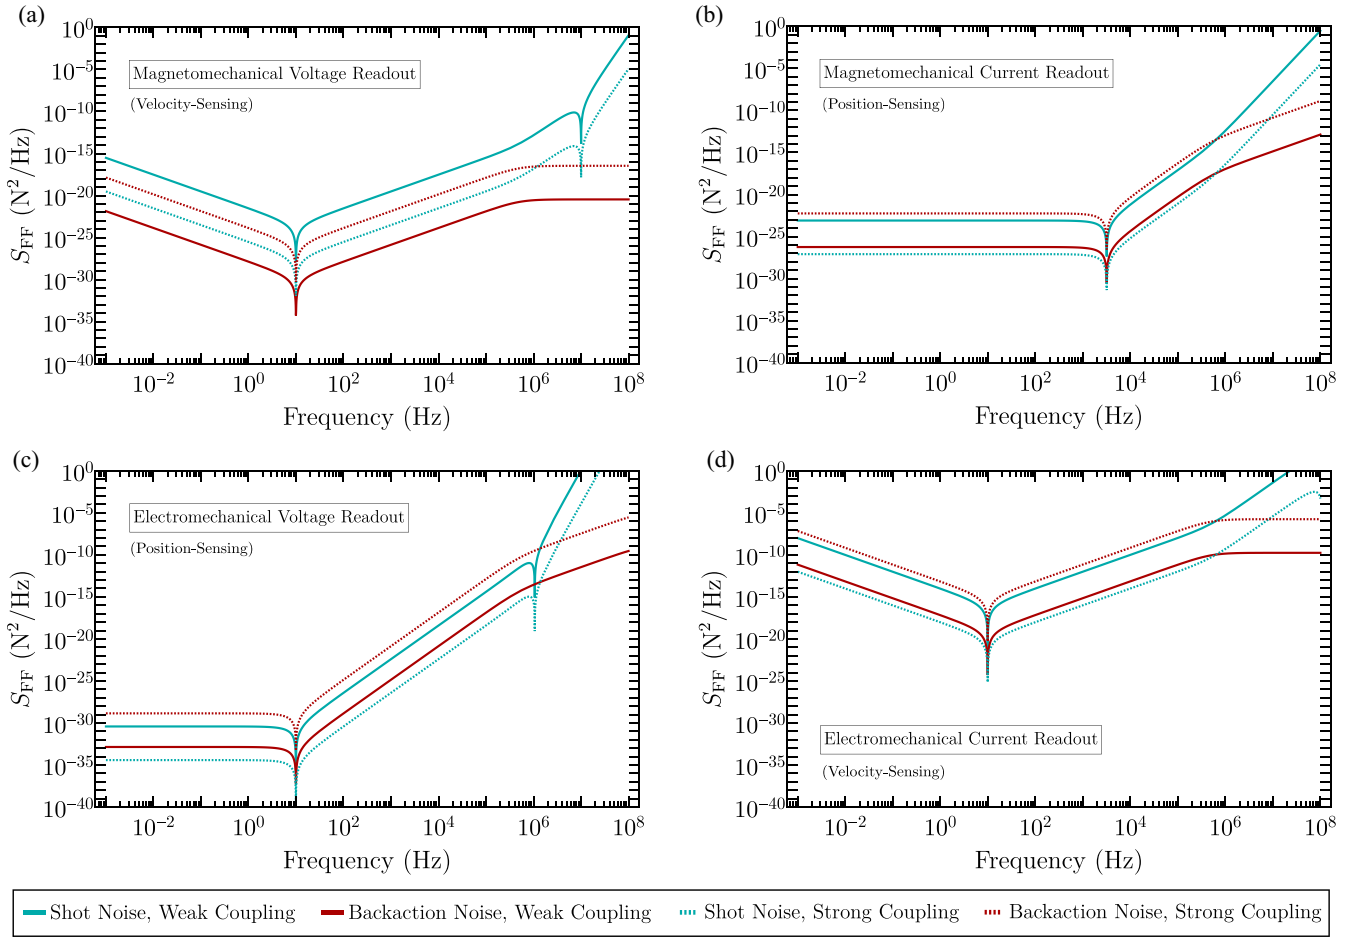 (a)
10^0
10^-5
10^-10
10^-15
10^-20
10^-25
10^-30
10^-35
10^-40
S_FF (N^2/Hz)
Magnetomechanical Voltage Readout
(Velocity-Sensing)
10^-2 10^0 10^2 10^4 10^6 10^8
Frequency (Hz)
(b)
10^0
10^-5
10^-10
10^-15
10^-20
10^-25
10^-30
10^-35
10^-40
S_FF (N^2/Hz)
Magnetomechanical Current Readout
(Position-Sensing)
10^-2 10^0 10^2 10^4 10^6 10^8
Frequency (Hz)
(c)
10^0
10^-5
10^-10
10^-15
10^-20
10^-25
10^-30
10^-35
10^-40
S_FF (N^2/Hz)
Electromechanical Voltage Readout
(Position-Sensing)
10^-2 10^0 10^2 10^4 10^6 10^8
Frequency (Hz)
(d)
10^0
10^-5
10^-10
10^-15
10^-20
10^-25
10^-30
10^-35
10^-40
S_FF (N^2/Hz)
Electromechanical Current Readout
(Velocity-Sensing)
10^-2 10^0 10^2 10^4 10^6 10^8
Frequency (Hz)
Shot Noise, Weak Coupling Backaction Noise, Weak Coupling Shot Noise, Strong Coupling Backaction Noise, Strong Coupling